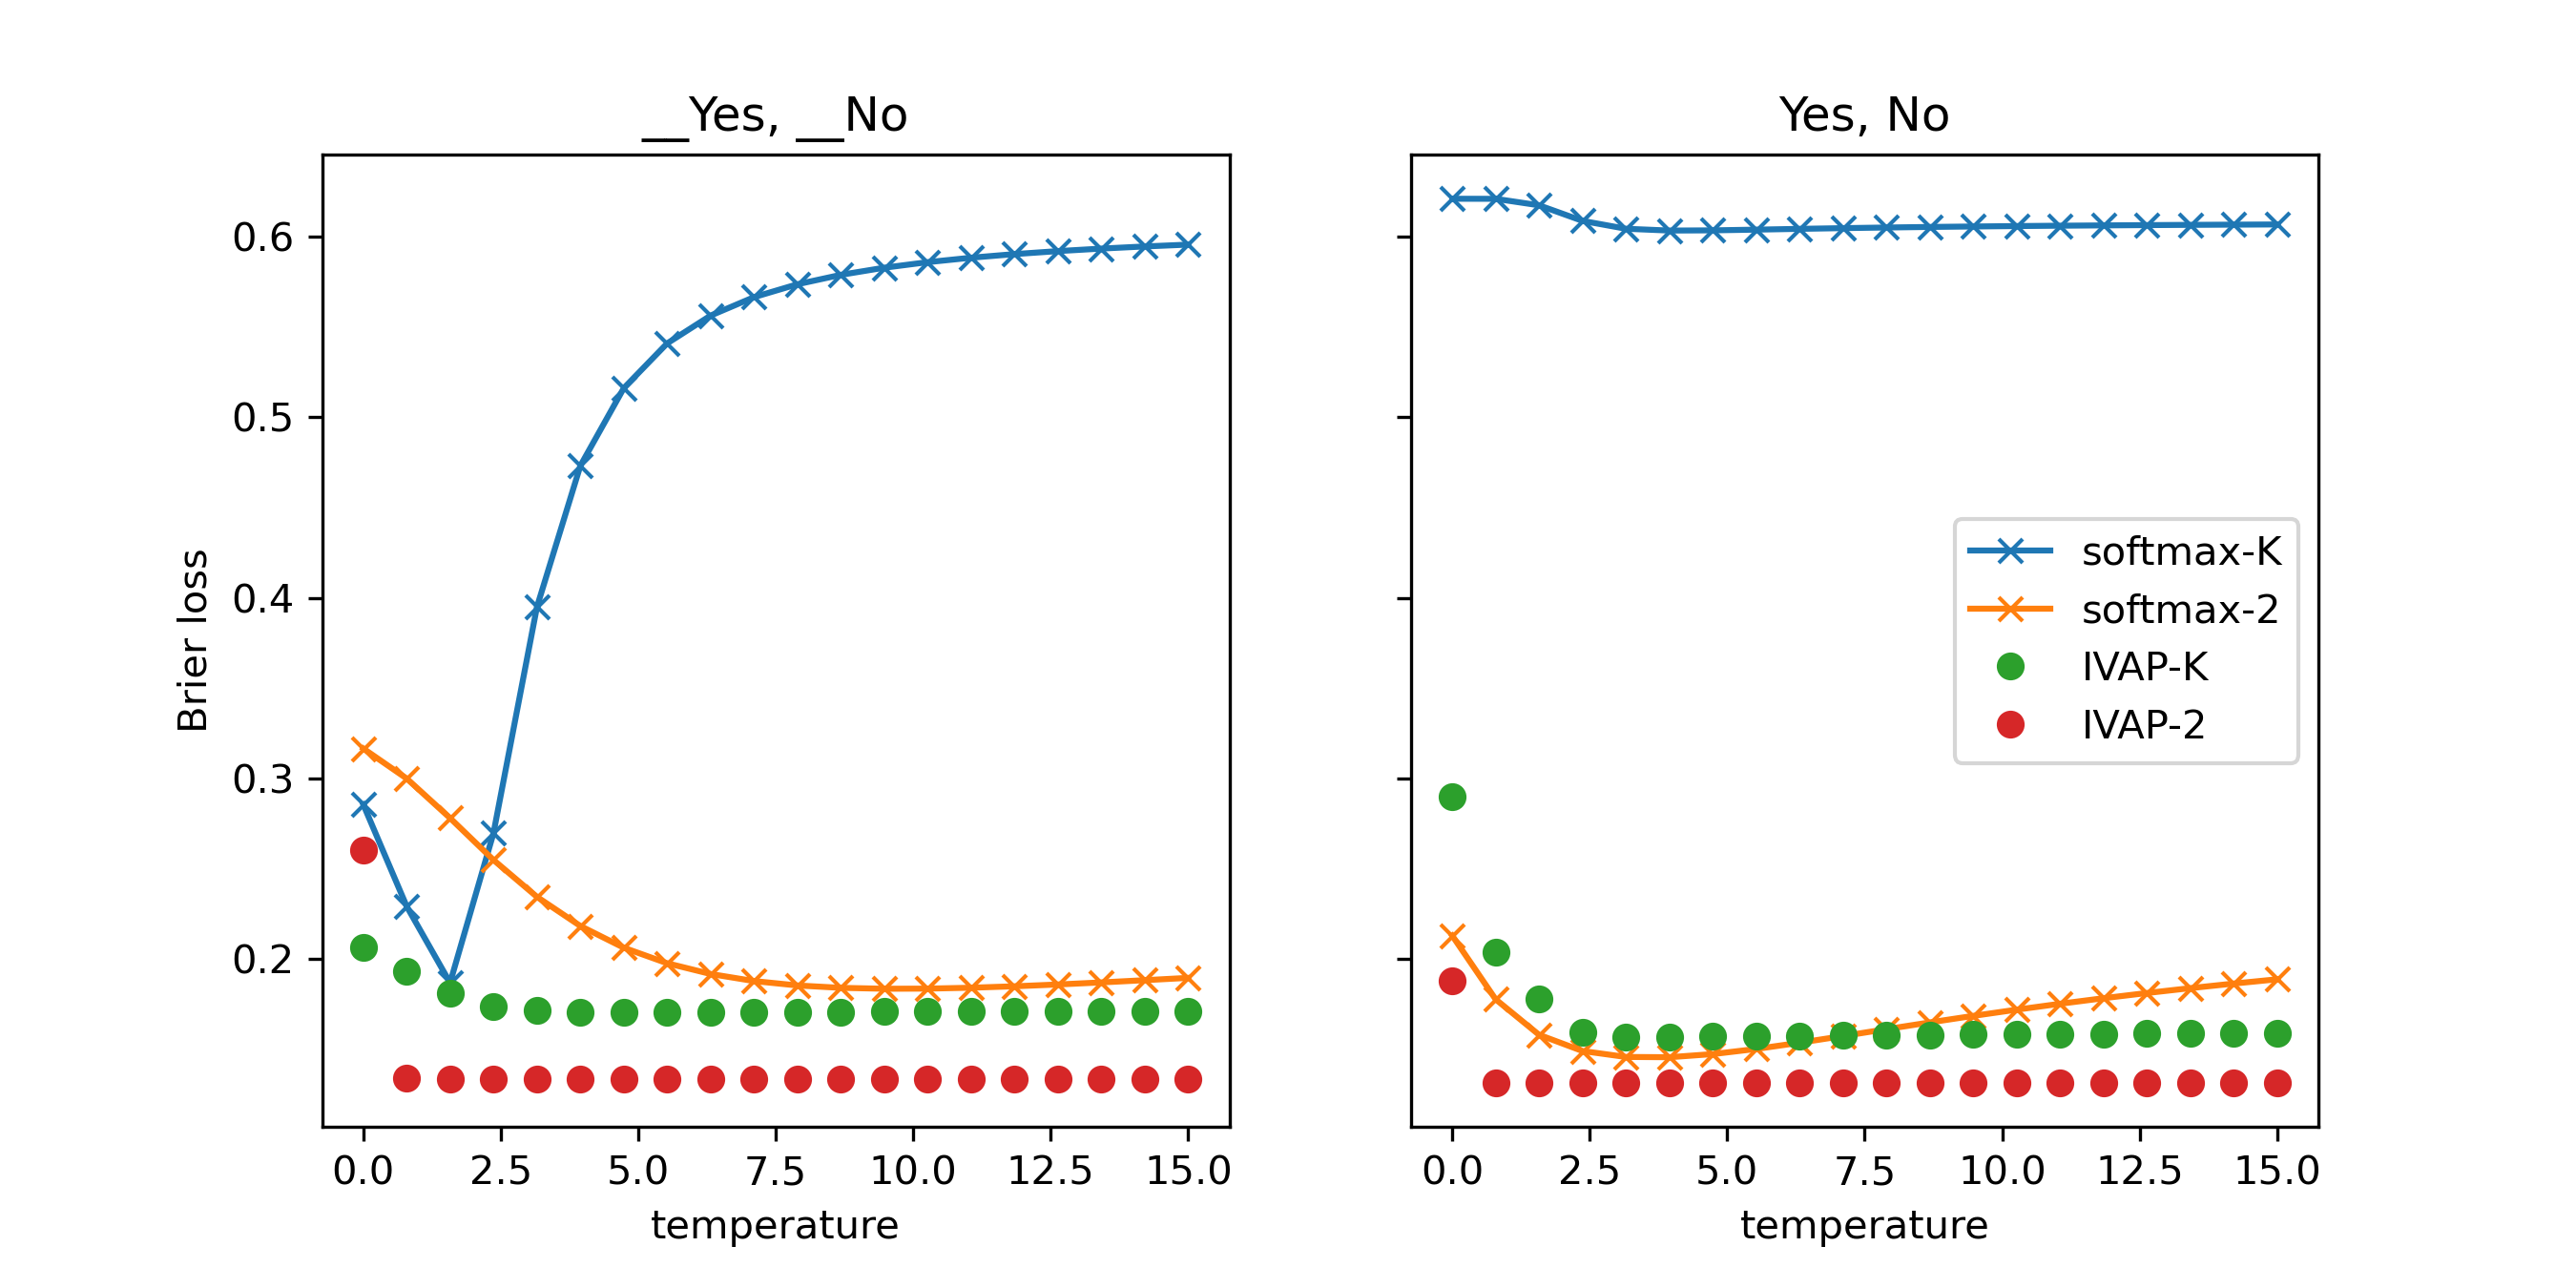 __Yes, __No
Yes, No
0.6
0.5
0.4
0.3
0.2
Brier loss
softmax-K
softmax-2
IVAP-K
IVAP-2
0.0 2.5 5.0 7.5 10.0 12.5 15.0
0.0 2.5 5.0 7.5 10.0 12.5 15.0
temperature
temperature